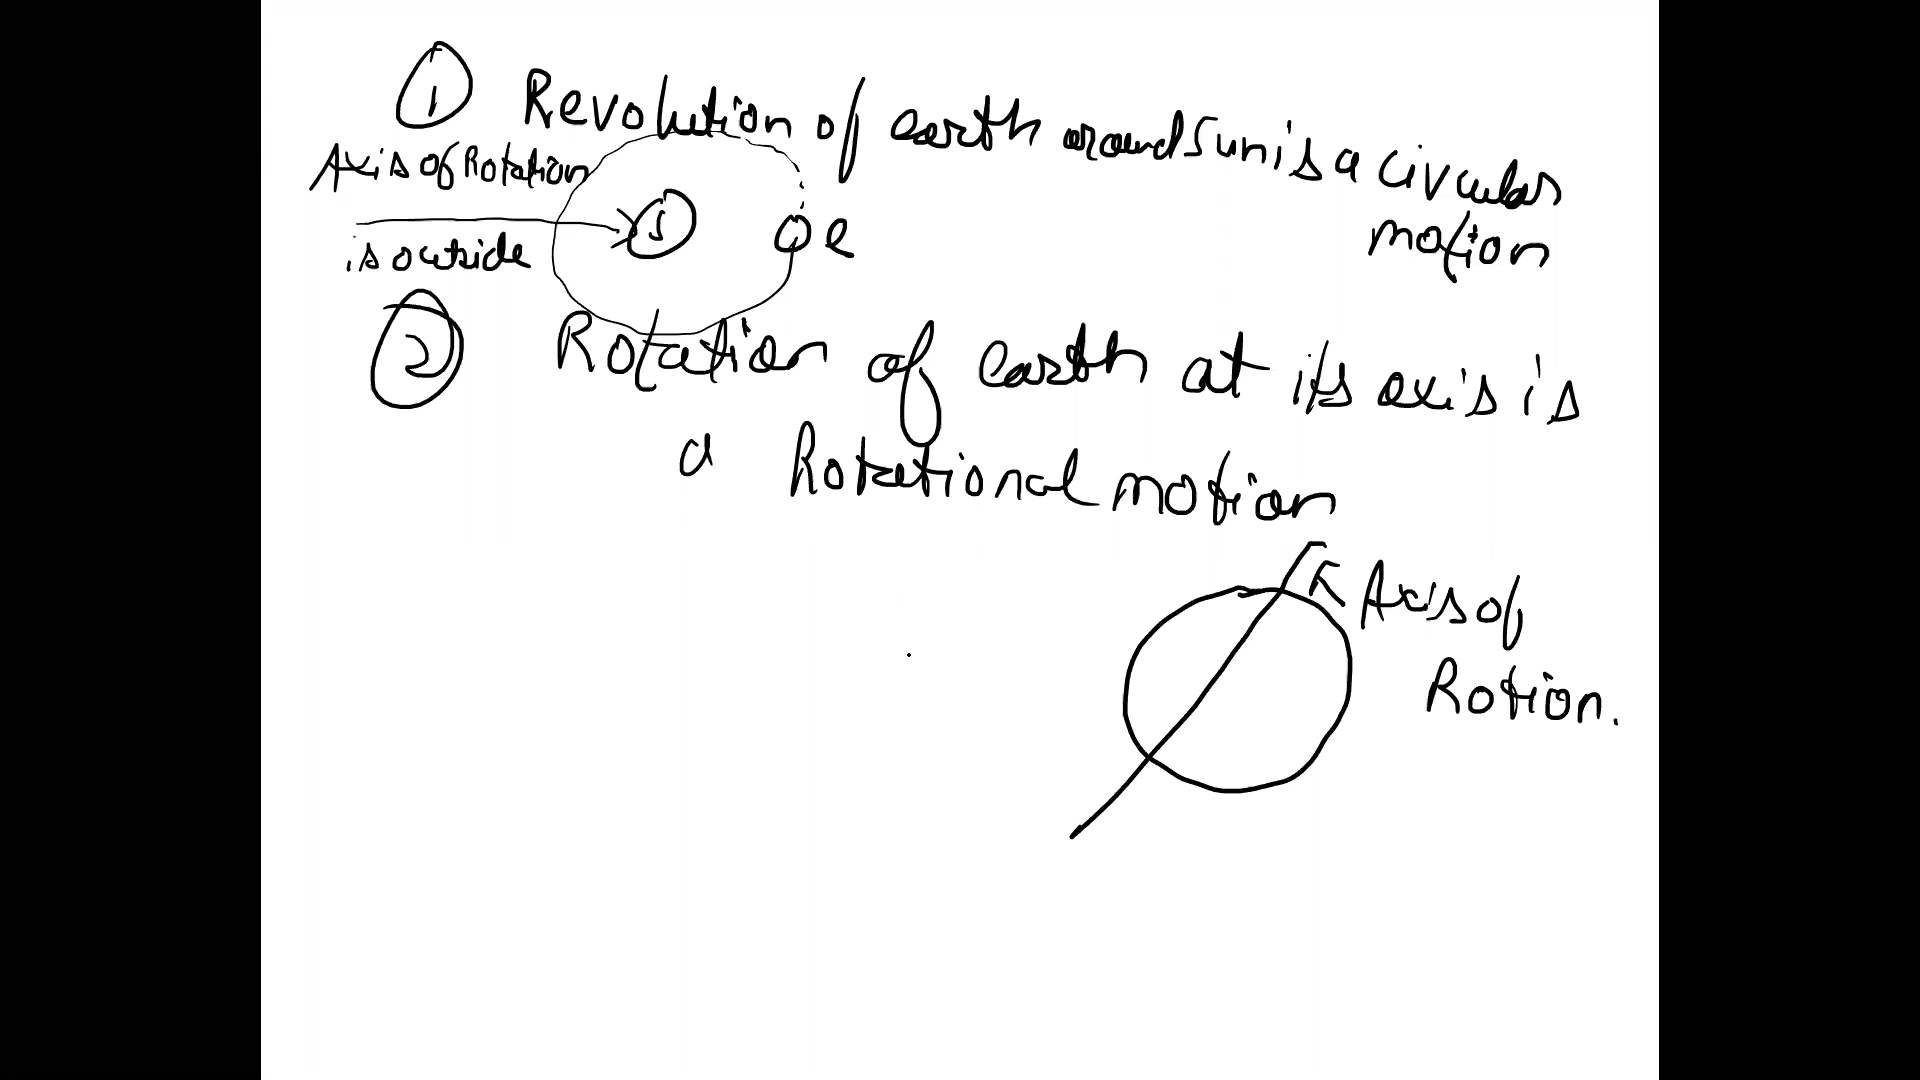 1 Revolution of earth around Sun is a circular
motion
Axis of Rotation
is outside
S
e
2 Rotation of earth at its axis is
a Rotational motion
Axis of
Rotion.